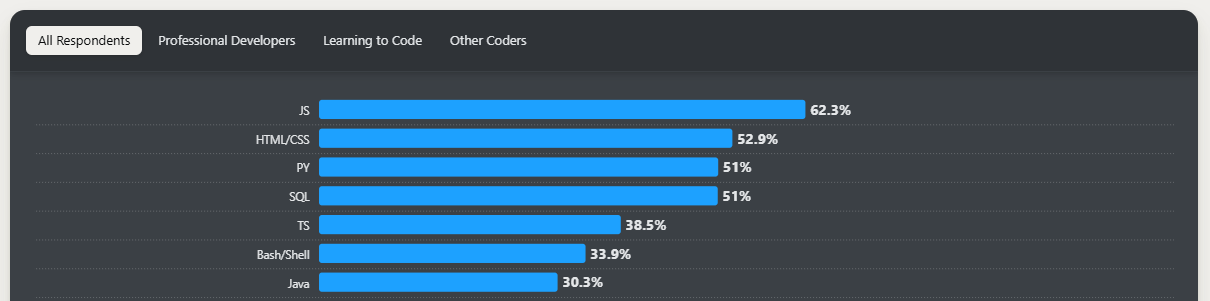 All Respondents Professional Developers Learning to Code Other Coders
JS 62.3%
HTML/CSS 52.9%
PY 51%
SQL 51%
TS 38.5%
Bash/Shell 33.9%
Java 30.3%